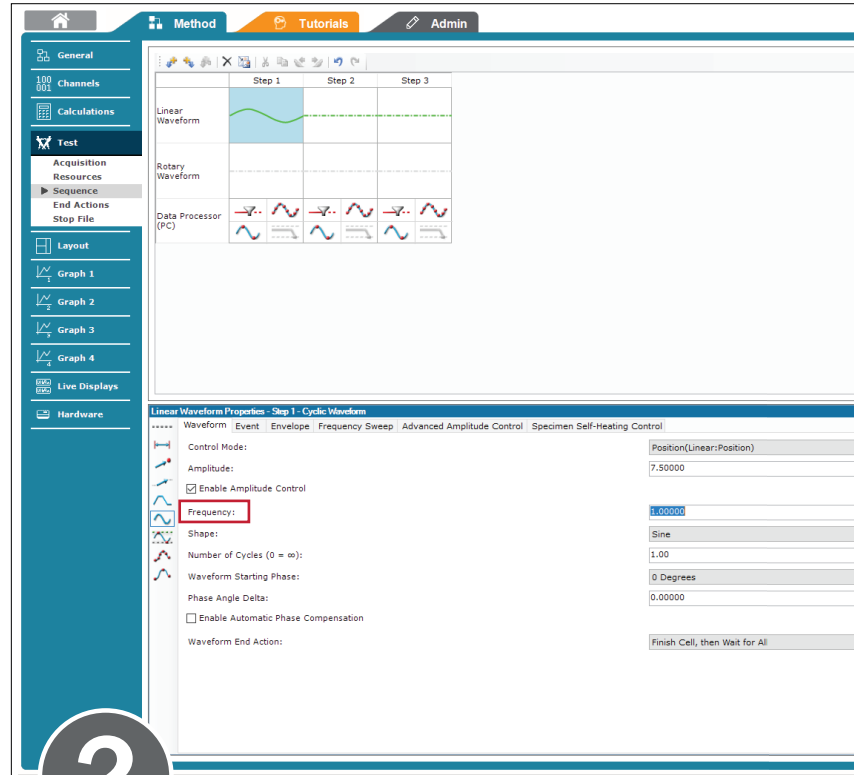 Method
Tutorials
Admin
General
100
001
Channels
Calculations
Test
Acquisition
Resources
Sequence
End Actions
Stop File
Layout
1
Graph 1
2
Graph 2
3
Graph 3
4
Graph 4
Live Displays
Hardware
Step 1 Step 2 Step 3
Linear
Waveform
Rotary
Waveform
Data Processor
(PC)
Linear Waveform Properties - Step 1 - Cyclic Waveform
Waveform Event Envelope Frequency Sweep Advanced Amplitude Control Specimen Self-Heating Control
Control Mode: Position(Linear:Position)
Amplitude: 7.50000
Enable Amplitude Control
Frequency: 1.00000
Shape: Sine
Number of Cycles (0 = ∞): 1.00
Waveform Starting Phase: 0 Degrees
Phase Angle Delta: 0.00000
Enable Automatic Phase Compensation
Waveform End Action: Finish Cell, then Wait for All
2